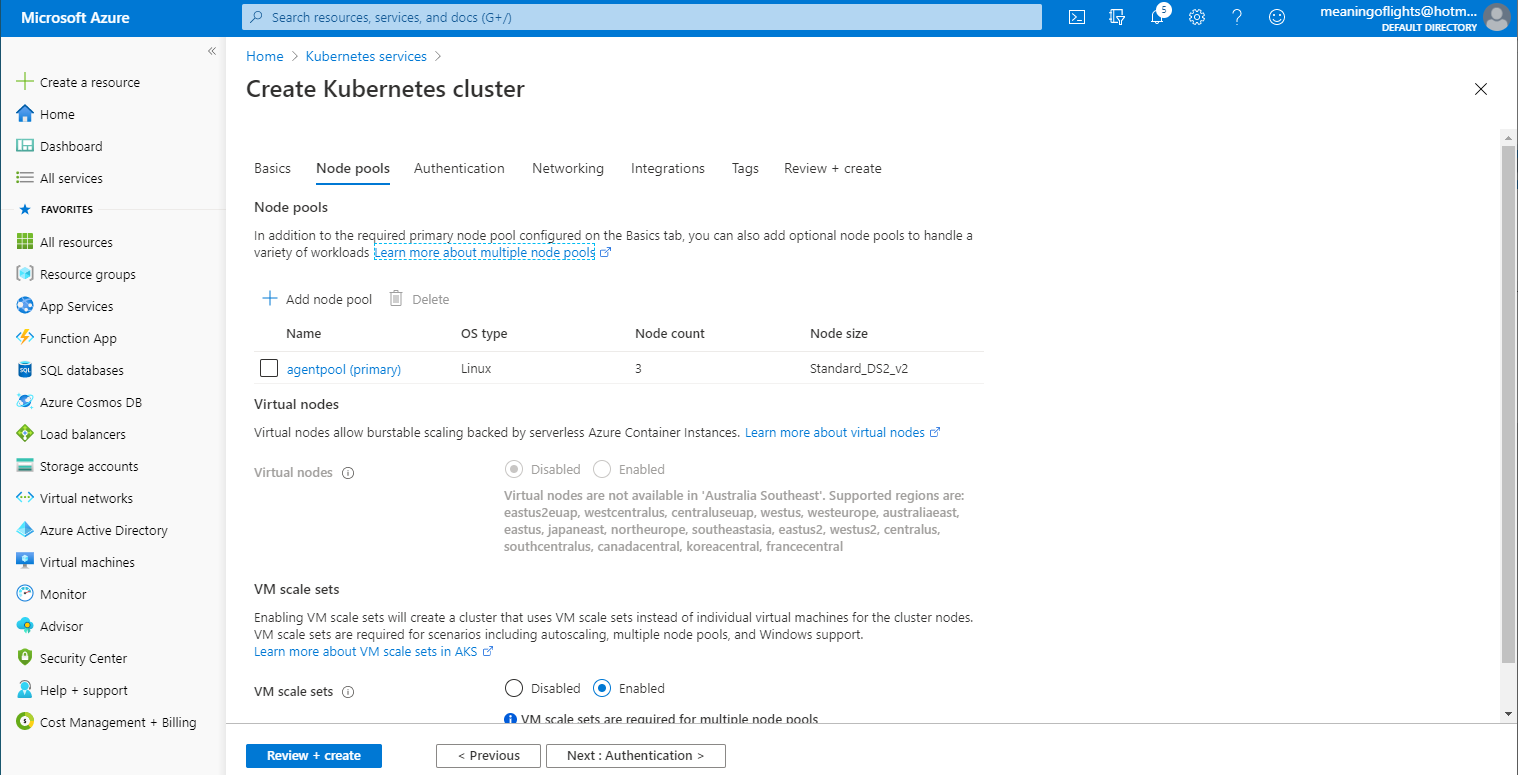 Microsoft Azure
Search resources, services, and docs (G+/)
5
meaningoflights@hotm...
DEFAULT DIRECTORY
«
Create a resource
Home
Dashboard
All services
FAVORITES
All resources
Resource groups
App Services
Function App
SQL databases
Azure Cosmos DB
Load balancers
Storage accounts
Virtual networks
Azure Active Directory
Virtual machines
Monitor
Advisor
Security Center
Help + support
Cost Management + Billing
Home > Kubernetes services >
Create Kubernetes cluster
Basics Node pools Authentication Networking Integrations Tags Review + create
Node pools
In addition to the required primary node pool configured on the Basics tab, you can also add optional node pools to handle a
variety of workloads Learn more about multiple node pools
Add node pool Delete
Name OS type Node count Node size
agentpool (primary) Linux 3 Standard_DS2_v2
Virtual nodes
Virtual nodes allow burstable scaling backed by serverless Azure Container Instances. Learn more about virtual nodes
Virtual nodes Disabled Enabled
Virtual nodes are not available in 'Australia Southeast'. Supported regions are:
eastus2euap, westcentralus, centraluseuap, westus, westeurope, australiaeast,
eastus, japaneast, northeurope, southeastasia, eastus2, westus2, centralus,
southcentralus, canadacentral, koreacentral, francecentral
VM scale sets
Enabling VM scale sets will create a cluster that uses VM scale sets instead of individual virtual machines for the cluster nodes.
VM scale sets are required for scenarios including autoscaling, multiple node pools, and Windows support.
Learn more about VM scale sets in AKS
VM scale sets Disabled Enabled
VM scale sets are required for multiple node pools
Review + create < Previous Next : Authentication >